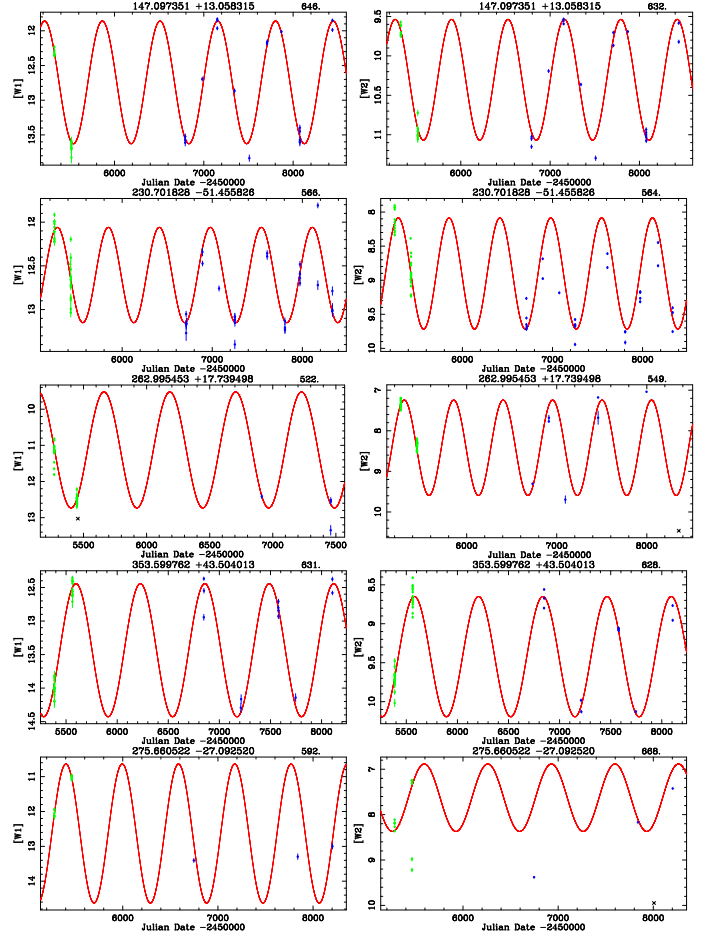 147.097351 +13.058315 646.
[W1]
12
12.5
13
13.5
6000 7000 8000
Julian Date -2450000
147.097351 +13.058315 632.
[W2]
9.5
10
10.5
11
6000 7000 8000
Julian Date -2450000
230.701828 -51.455826 566.
[W1]
12
12.5
13
6000 7000 8000
Julian Date -2450000
230.701828 -51.455826 564.
[W2]
8
8.5
9
9.5
10
6000 7000 8000
Julian Date -2450000
262.995453 +17.739498 522.
[W1]
10
11
12
13
5500 6000 6500 7000 7500
Julian Date -2450000
262.995453 +17.739498 549.
[W2]
7
8
9
10
6000 7000 8000
Julian Date -2450000
353.599762 +43.504013 631.
[W1]
12.5
13
13.5
14
14.5
5500 6000 6500 7000 7500 8000
Julian Date -2450000
353.599762 +43.504013 628.
[W2]
8.5
9
9.5
10
5500 6000 6500 7000 7500 8000
Julian Date -2450000
275.660522 -27.092520 592.
[W1]
11
12
13
14
6000 7000 8000
Julian Date -2450000
275.660522 -27.092520 668.
[W2]
7
8
9
10
6000 7000 8000
Julian Date -2450000